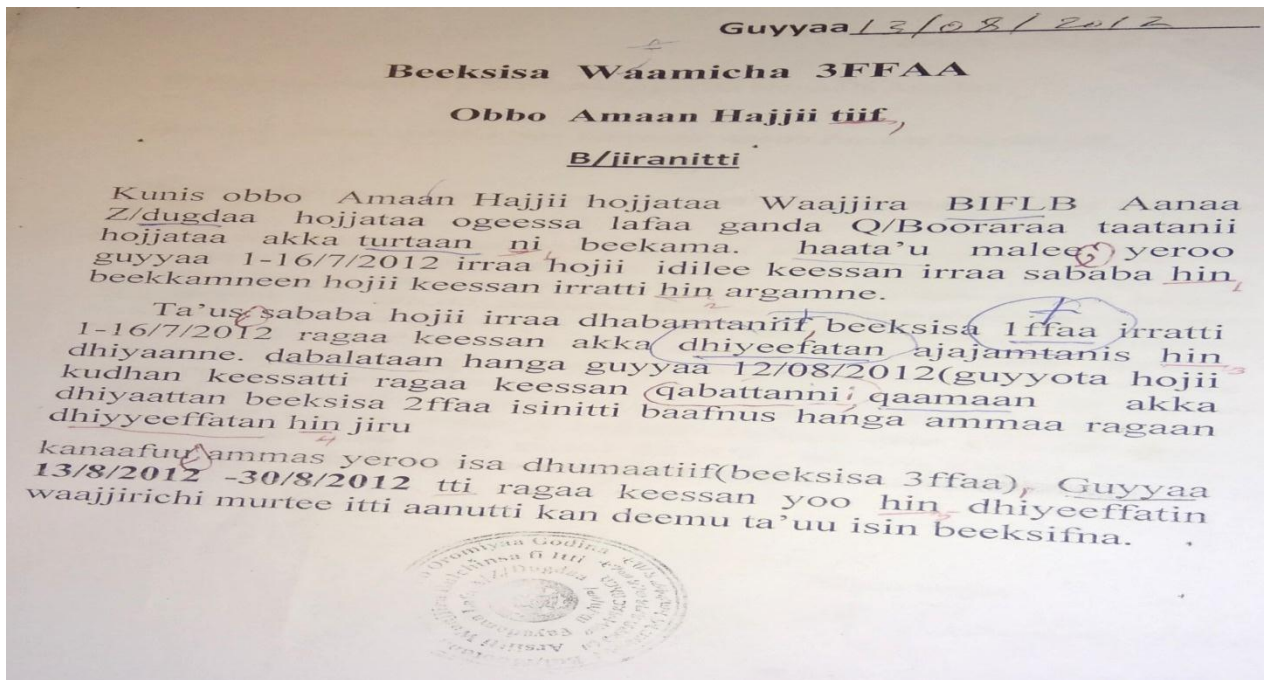 Guyyaa 13/08/2012
Beeksisa Waamicha 3FFAA
Obbo Amaan Hajjii tiif,
B/jiranitti
Kunis obbo Amaan Hajjii hojjataa Waajjira BIFLB Aanaa
Z/dugdaa hojjataa ogeessa lafaa ganda Q/Booraraa taatanii
hojjataa akka turtaan ni beekama. haata'u malee; yeroo
guyyaa 1-16/7/2012 irraa hojii idilee keessan irraa sababa hin
beekkamneen hojii keessan irratti hin argamne.
Ta'us sababa hojii irraa dhabamtaniif beeksisa 1ffaa irratti
1-16/7/2012 ragaa keessan akka dhiyeefatan ajajamtanis hin
dhiyaanne. dabalataan hanga guyyaa 12/08/2012(guyyota hojii
kudhan keessatti ragaa keessan qabattanni; qaamaan akka
dhiyaattan beeksisa 2ffaa isinitti baafnus hanga ammaa ragaan
dhiyyeeffatan hin jiru
kanaafuu ammas yeroo isa dhumaatiif(beeksisa 3ffaa), Guyyaa
13/8/2012 -30/8/2012 tti ragaa keessan yoo hin dhiyeeffatin
waajjirichi murtee itti aanutti kan deemu ta'uu isin beeksifna.
Oromiyaa Godina
Arsiitti